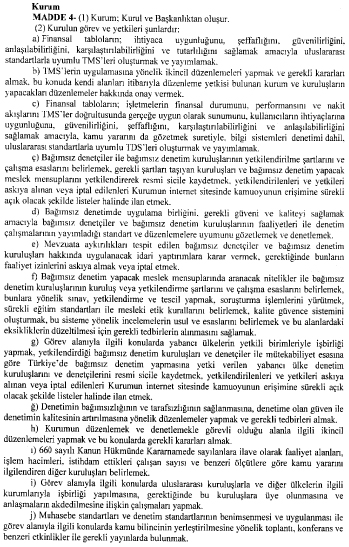 Kurum
MADDE 4- (1) Kurum; Kurul ve Başkanlıktan oluşur.
(2) Kurulun görev ve yetkileri şunlardır:
a) Finansal tabloların; ihtiyaca uygunluğunu, şeffaflığını, güvenilirliğini,
anlaşılabilirliğini, karşılaştırılabilirliğini ve tutarlılığını sağlamak amacıyla uluslararası
standartlarla uyumlu TMS'leri oluşturmak ve yayımlamak.
b) TMS'lerin uygulamasına yönelik ikincil düzenlemeleri yapmak ve gerekli kararları
almak, bu konuda kendi alanları itibarıyla düzenleme yetkisi bulunan kurum ve kuruluşların
yapacakları düzenlemeler hakkında onay vermek.
c) Finansal tabloların; işletmelerin finansal durumunu, performansını ve nakit
akışlarını TMS'ler doğrultusunda gerçeğe uygun olarak sunumunu, kullanıcıların ihtiyaçlarına
uygunluğunu, güvenilirliğini, şeffaflığını, karşılaştırılabilirliğini ve anlaşılabilirliğini
sağlamak amacıyla, kamu yararını da gözetmek suretiyle, bilgi sistemleri denetimi dahil,
uluslararası standartlarla uyumlu TDS'leri oluşturmak ve yayımlamak.
ç) Bağımsız denetçiler ile bağımsız denetim kuruluşlarının yetkilendirilme şartlarını ve
çalışma esaslarını belirlemek, gerekli şartları taşıyan kuruluşları ve bağımsız denetim yapacak
meslek mensuplarını yetkilendirerek resmi sicile kaydetmek, yetkilendirilenleri ve yetkileri
askıya alınan veya iptal edilenleri Kurumun internet sitesinde kamuoyunun erişimine sürekli
açık olacak şekilde listeler halinde ilan etmek.
d) Bağımsız denetimde uygulama birliğini, gerekli güveni ve kaliteyi sağlamak
amacıyla bağımsız denetçiler ve bağımsız denetim kuruluşlarının faaliyetleri ile denetim
çalışmalarının yayımladığı standart ve düzenlemelere uyumunu gözetlemek ve denetlemek.
e) Mevzuata aykırılıkları tespit edilen bağımsız denetçiler ve bağımsız denetim
kuruluşları hakkında uygulanacak idari yaptırımlara karar vermek, gerektiğinde bunların
faaliyet izinlerini askıya almak veya iptal etmek.
f) Bağımsız denetim yapacak meslek mensuplarında aranacak nitelikler ile bağımsız
denetim kuruluşlarının kuruluş veya yetkilendirme şartlarını ve çalışma esaslarını belirlemek,
bunlara yönelik sınav, yetkilendirme ve tescil yapmak, soruşturma işlemlerini yürütmek,
sürekli eğitim standartları ile mesleki etik kurallarını belirlemek, kalite güvence sistemini
oluşturmak, bu sisteme yönelik incelemelerin usul ve esaslarını belirlemek ve bu alanlardaki
eksikliklerin düzeltilmesi için gerekli tedbirlerin alınmasını sağlamak.
g) Görev alanıyla ilgili konularda yabancı ülkelerin yetkili birimleriyle işbirliği
yapmak, yetkilendirdiği bağımsız denetim kuruluşları ve denetçiler ile mütekabiliyet esasına
göre Türkiye'de bağımsız denetim yapmasına yetki verilen yabancı ülke denetim
kuruluşlarını ve denetçilerini resmi sicile kaydetmek, yetkilendirilenleri ve yetkileri askıya
alınan veya iptal edilenleri Kurumun internet sitesinde kamuoyunun erişimine sürekli açık
olacak şekilde listeler halinde ilan etmek.
ğ) Denetimin bağımsızlığının ve tarafsızlığının sağlanmasına, denetime olan güven ile
denetimin kalitesinin artırılmasına yönelik düzenlemeler yapmak ve gerekli tedbirleri almak.
h) Kurumun düzenlemek ve denetlemekle görevli olduğu alanla ilgili ikincil
düzenlemeleri yapmak ve bu konularda gerekli kararları almak.
ı) 660 sayılı Kanun Hükmünde Kararnamede sayılanlara ilave olarak faaliyet alanları,
işlem hacimleri, istihdam ettikleri çalışan sayısı ve benzeri ölçütlere göre kamu yararını
ilgilendiren diğer kuruluşları belirlemek.
i) Görev alanıyla ilgili konularda uluslararası kuruluşlarla ve diğer ülkelerin ilgili
kurumlarıyla işbirliği yapılmasına, gerektiğinde bu kuruluşlara üye olunmasına ve
anlaşmaların akdedilmesine ilişkin çalışmaları yapmak.
j) Muhasebe standartları ve denetim standartlarının benimsenmesi ve uygulanması ile
görev alanıyla ilgili konularda kamu bilincinin yerleştirilmesine yönelik toplantı, konferans ve
benzeri etkinlikler ile gerekli yayınlarda bulunmak.